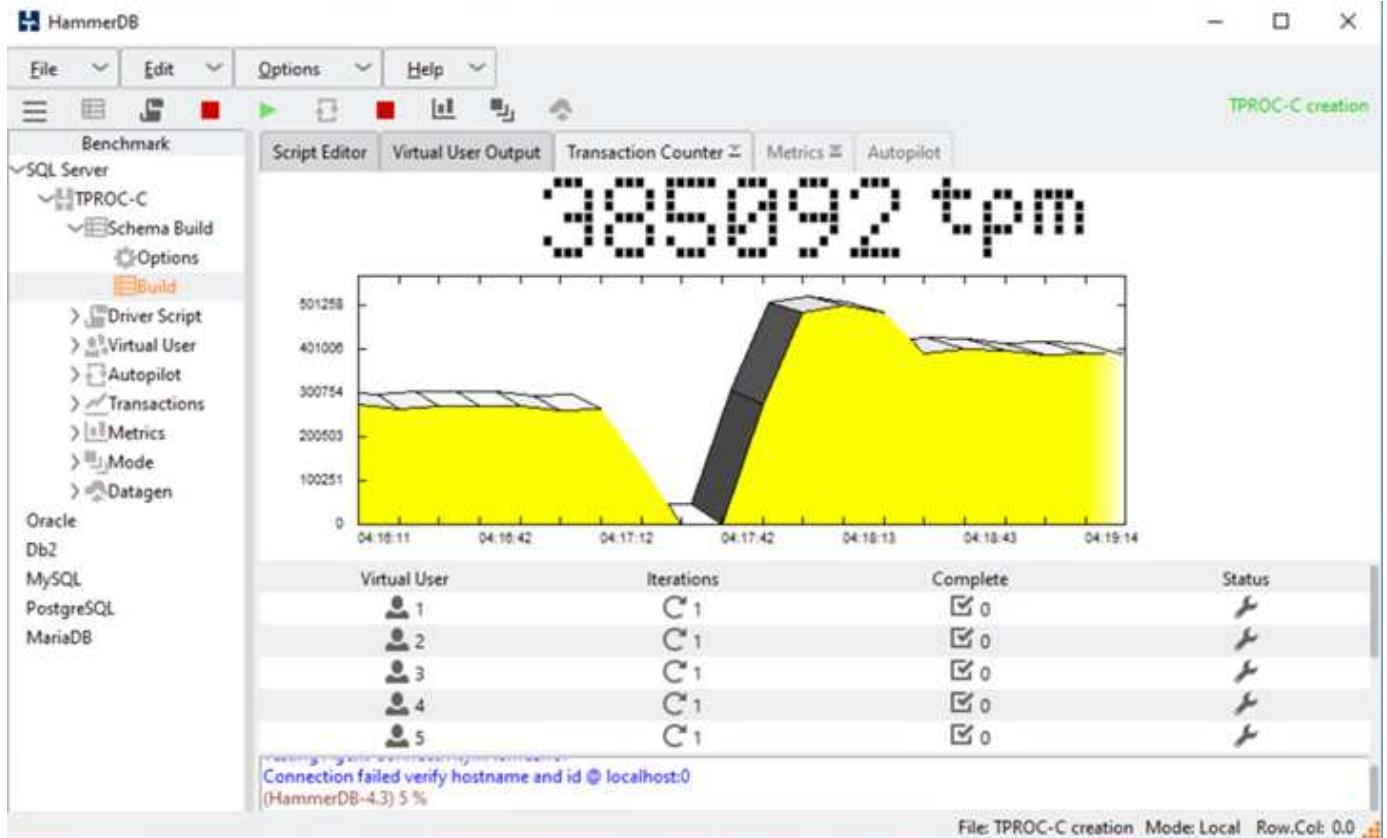 HammerDB
File Edit Options Help
TPROC-C creation
Benchmark
SQL Server
TPROC-C
Schema Build
Options
Build
Driver Script
Virtual User
Autopilot
Transactions
Metrics
Mode
Datagen
Oracle
Db2
MySQL
PostgreSQL
MariaDB
Script Editor Virtual User Output Transaction Counter Metrics Autopilot
385092 tpm
501258
401006
300754
200503
100251
0
04:16:11 04:16:42 04:17:12 04:17:42 04:18:13 04:18:43 04:19:14
Virtual User Iterations Complete Status
1 1 0
2 1 0
3 1 0
4 1 0
5 1 0
Connection failed verify hostname and id @ localhost:0
(HammerDB-4.3) 5 %
File: TPROC-C creation Mode: Local Row.Col: 0.0